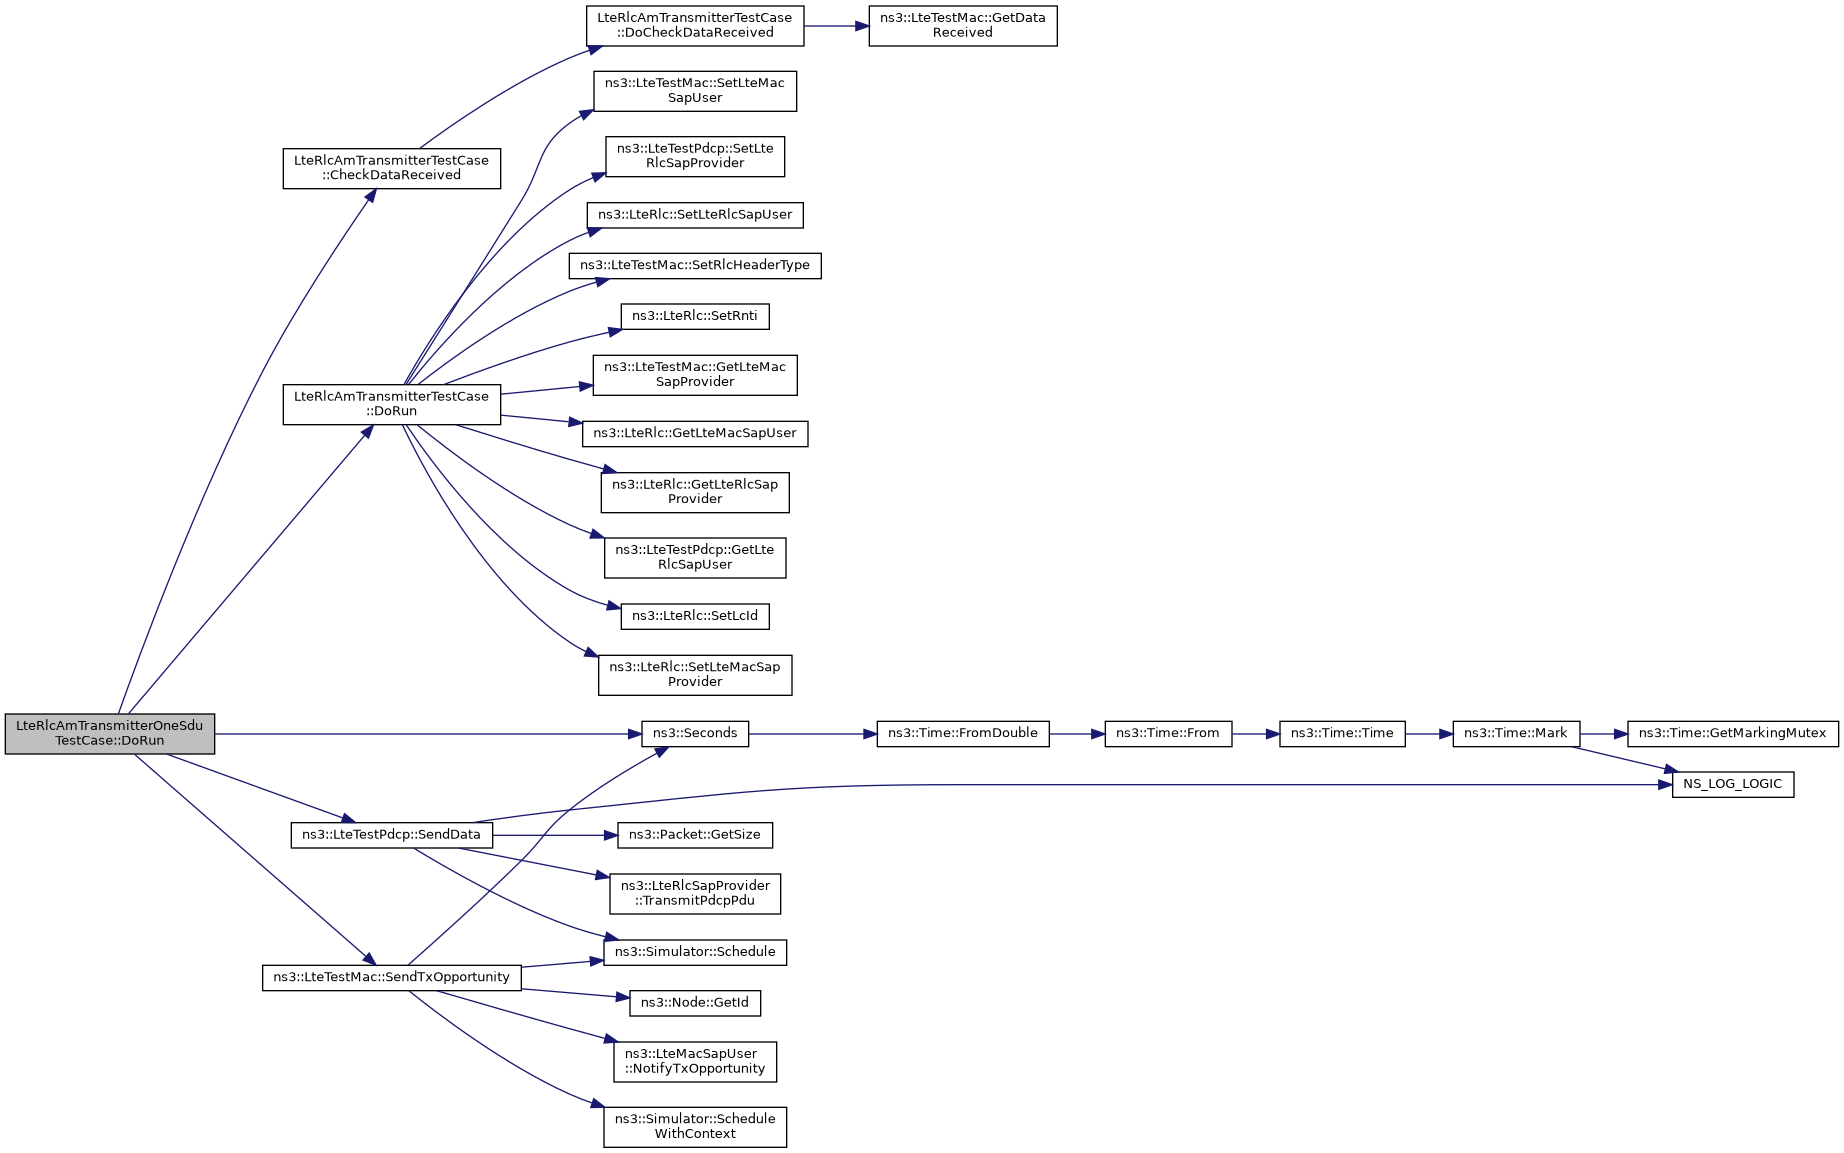 LteRlcAmTransmitterTestCase
::DoCheckDataReceived
ns3::LteTestMac::GetData
Received
ns3::LteTestMac::SetLteMac
SapUser
ns3::LteTestPdcp::SetLte
RlcSapProvider
LteRlcAmTransmitterTestCase
::CheckDataReceived
ns3::LteRlc::SetLteRlcSapUser
ns3::LteTestMac::SetRlcHeaderType
ns3::LteRlc::SetRnti
ns3::LteTestMac::GetLteMac
SapProvider
LteRlcAmTransmitterTestCase
::DoRun
ns3::LteRlc::GetLteMacSapUser
ns3::LteRlc::GetLteRlcSap
Provider
ns3::LteTestPdcp::GetLte
RlcSapUser
ns3::LteRlc::SetLcId
ns3::LteRlc::SetLteMacSap
Provider
LteRlcAmTransmitterOneSdu
TestCase::DoRun
ns3::Seconds
ns3::Time::FromDouble
ns3::Time::From
ns3::Time::Time
ns3::Time::Mark
ns3::Time::GetMarkingMutex
NS_LOG_LOGIC
ns3::LteTestPdcp::SendData
ns3::Packet::GetSize
ns3::LteRlcSapProvider
::TransmitPdcpPdu
ns3::Simulator::Schedule
ns3::LteTestMac::SendTxOpportunity
ns3::Node::GetId
ns3::LteMacSapUser
::NotifyTxOpportunity
ns3::Simulator::Schedule
WithContext